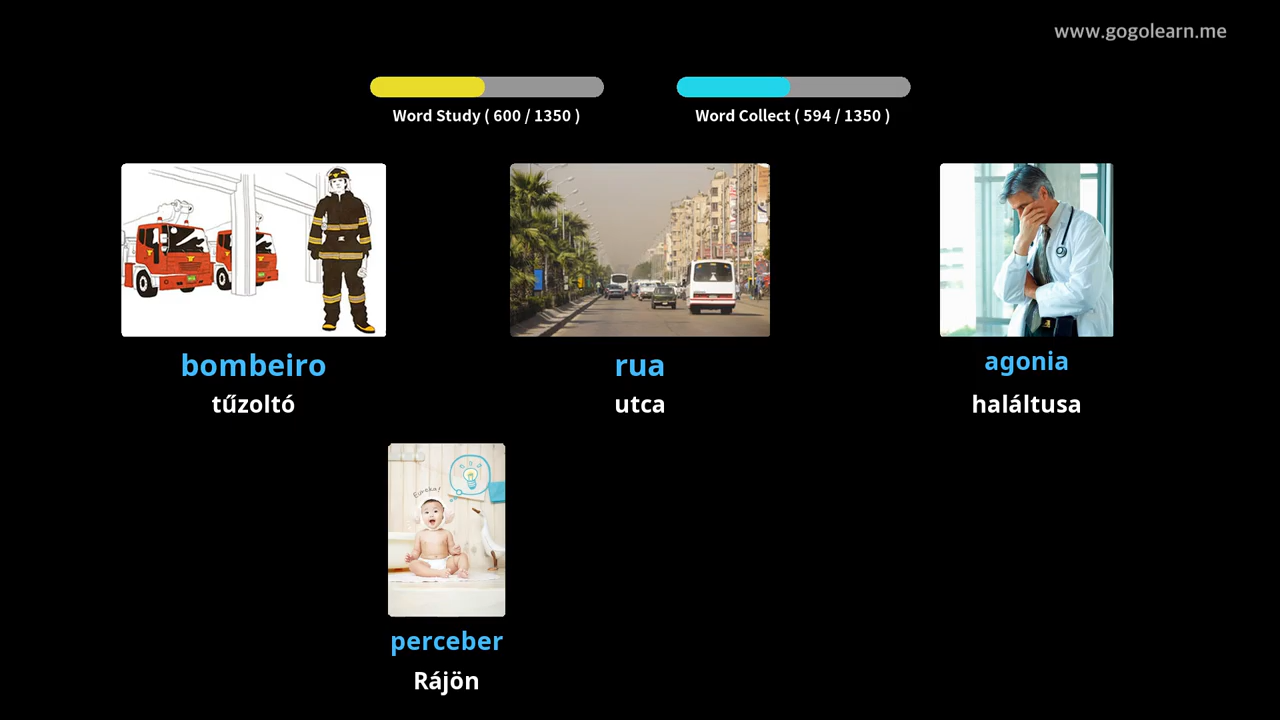 www.gogolearn.me
Word Study ( 600 / 1350 )
Word Collect ( 594 / 1350 )
bombeiro
tűzoltó
rua
utca
agonia
haláltusa
Eureka!
perceber
Rájön